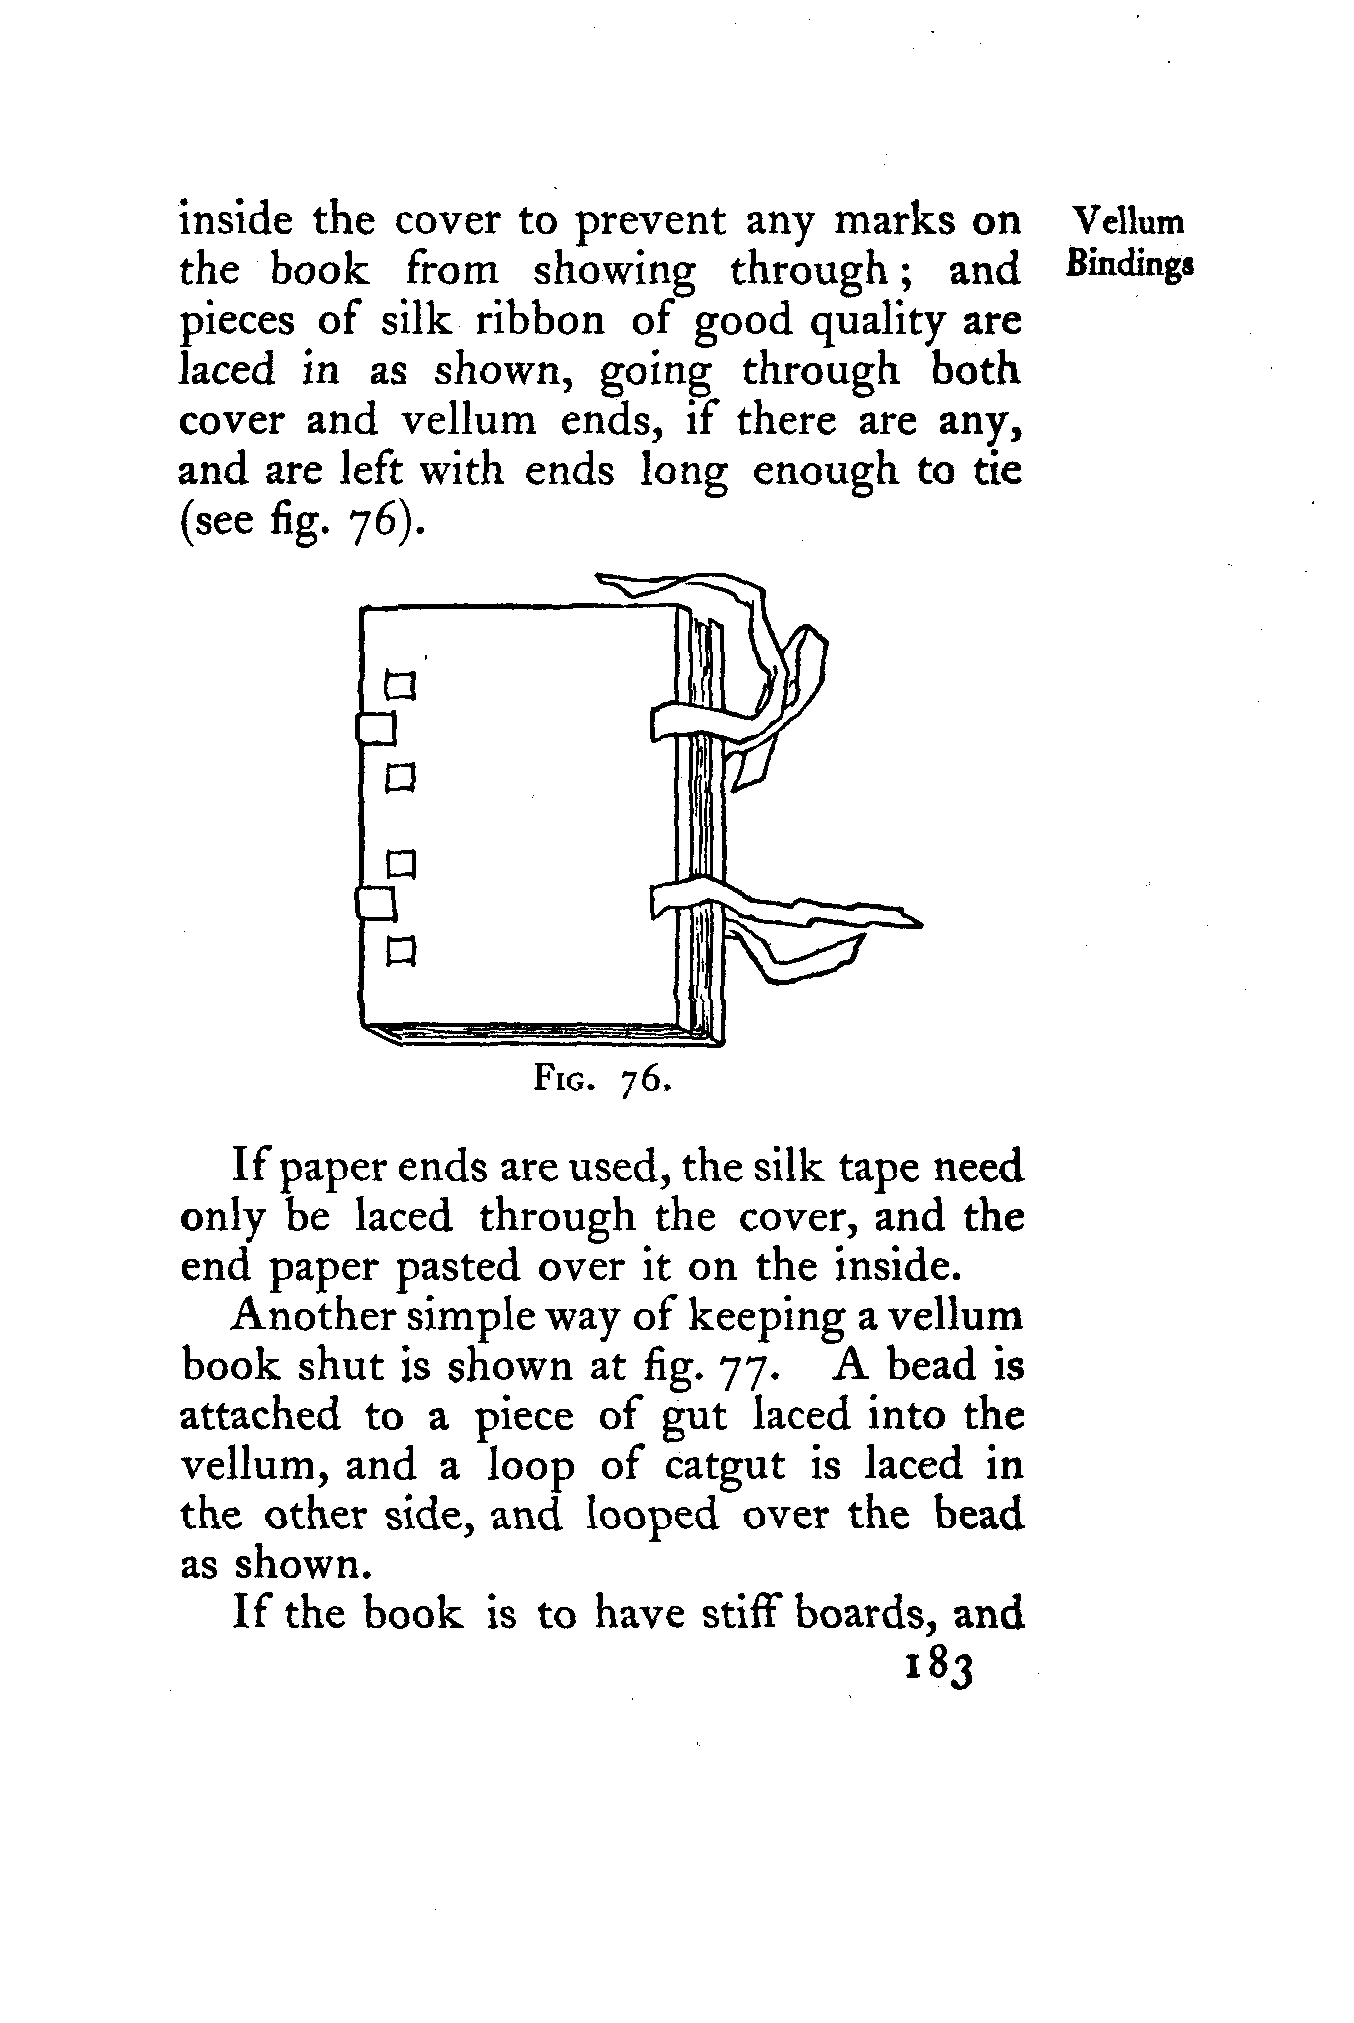 inside the cover to prevent any marks on
the book from showing through ; and
pieces of silk ribbon of good quality are
laced in as shown, going through both
cover and vellum ends, if there are any,
and are left with ends long enough to tie
(see fig. 76).
Vellum
Bindings
FIG. 76.
If paper ends are used, the silk tape need
only be laced through the cover, and the
end paper pasted over it on the inside.
Another simple way of keeping a vellum
book shut is shown at fig. 77. A bead is
attached to a piece of gut laced into the
vellum, and a loop of catgut is laced in
the other side, and looped over the bead
as shown.
If the book is to have stiff boards, and
183